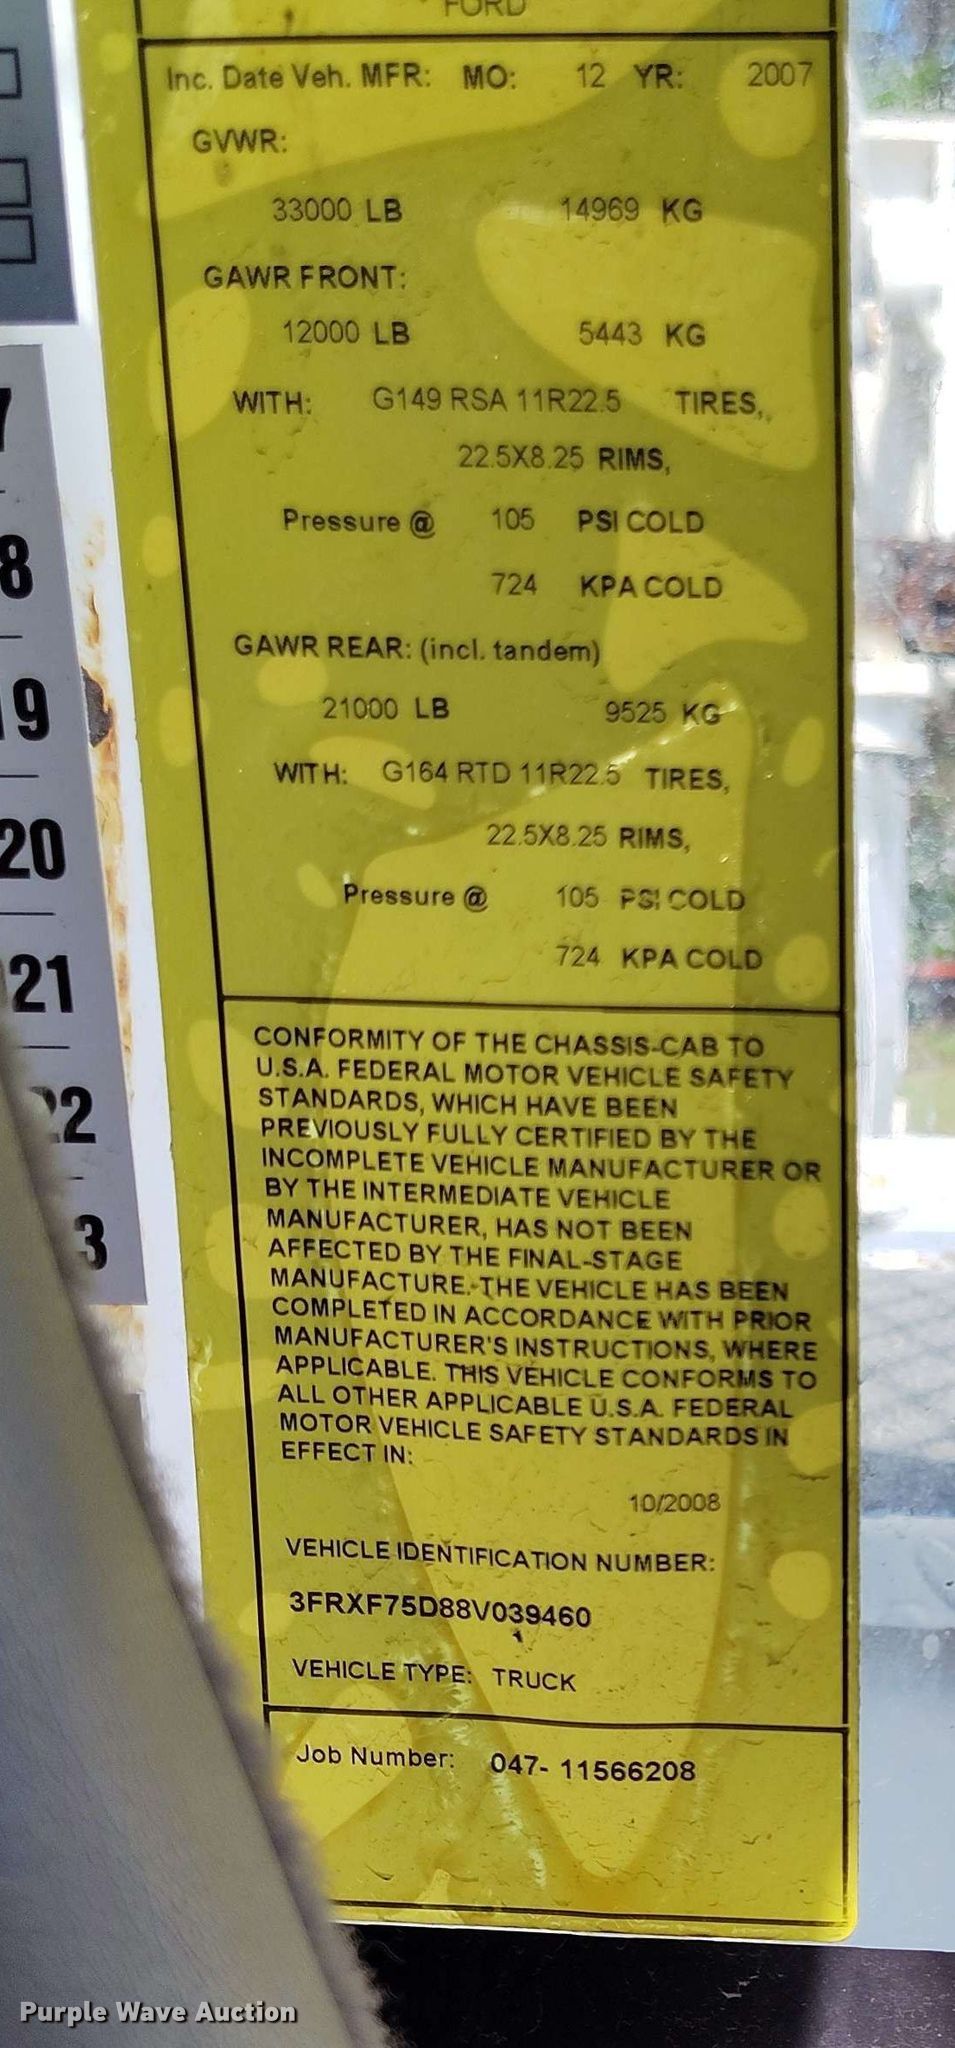 FORD
Inc. Date Veh. MFR: MO: 12 YR: 2007
GVWR:
33000 LB 14969 KG
GAWR FRONT:
12000 LB 5443 KG
WITH: G149 RSA 11R22.5 TIRES,
22.5X8.25 RIMS,
Pressure @ 105 PSI COLD
724 KPA COLD
GAWR REAR: (incl. tandem)
21000 LB 9525 KG
WITH: G164 RTD 11R22.5 TIRES,
22.5X8.25 RIMS,
Pressure @ 105 PSI COLD
724 KPA COLD
CONFORMITY OF THE CHASSIS-CAB TO
U.S.A. FEDERAL MOTOR VEHICLE SAFETY
STANDARDS, WHICH HAVE BEEN
PREVIOUSLY FULLY CERTIFIED BY THE
INCOMPLETE VEHICLE MANUFACTURER OR
BY THE INTERMEDIATE VEHICLE
MANUFACTURER, HAS NOT BEEN
AFFECTED BY THE FINAL-STAGE
MANUFACTURE. THE VEHICLE HAS BEEN
COMPLETED IN ACCORDANCE WITH PRIOR
MANUFACTURER'S INSTRUCTIONS, WHERE
APPLICABLE. THIS VEHICLE CONFORMS TO
ALL OTHER APPLICABLE U.S.A. FEDERAL
MOTOR VEHICLE SAFETY STANDARDS IN
EFFECT IN:
10/2008
VEHICLE IDENTIFICATION NUMBER:
3FRXF75D88V039460
VEHICLE TYPE: TRUCK
Job Number: 047- 11566208
7
8
19
20
21
22
3
Purple Wave Auction